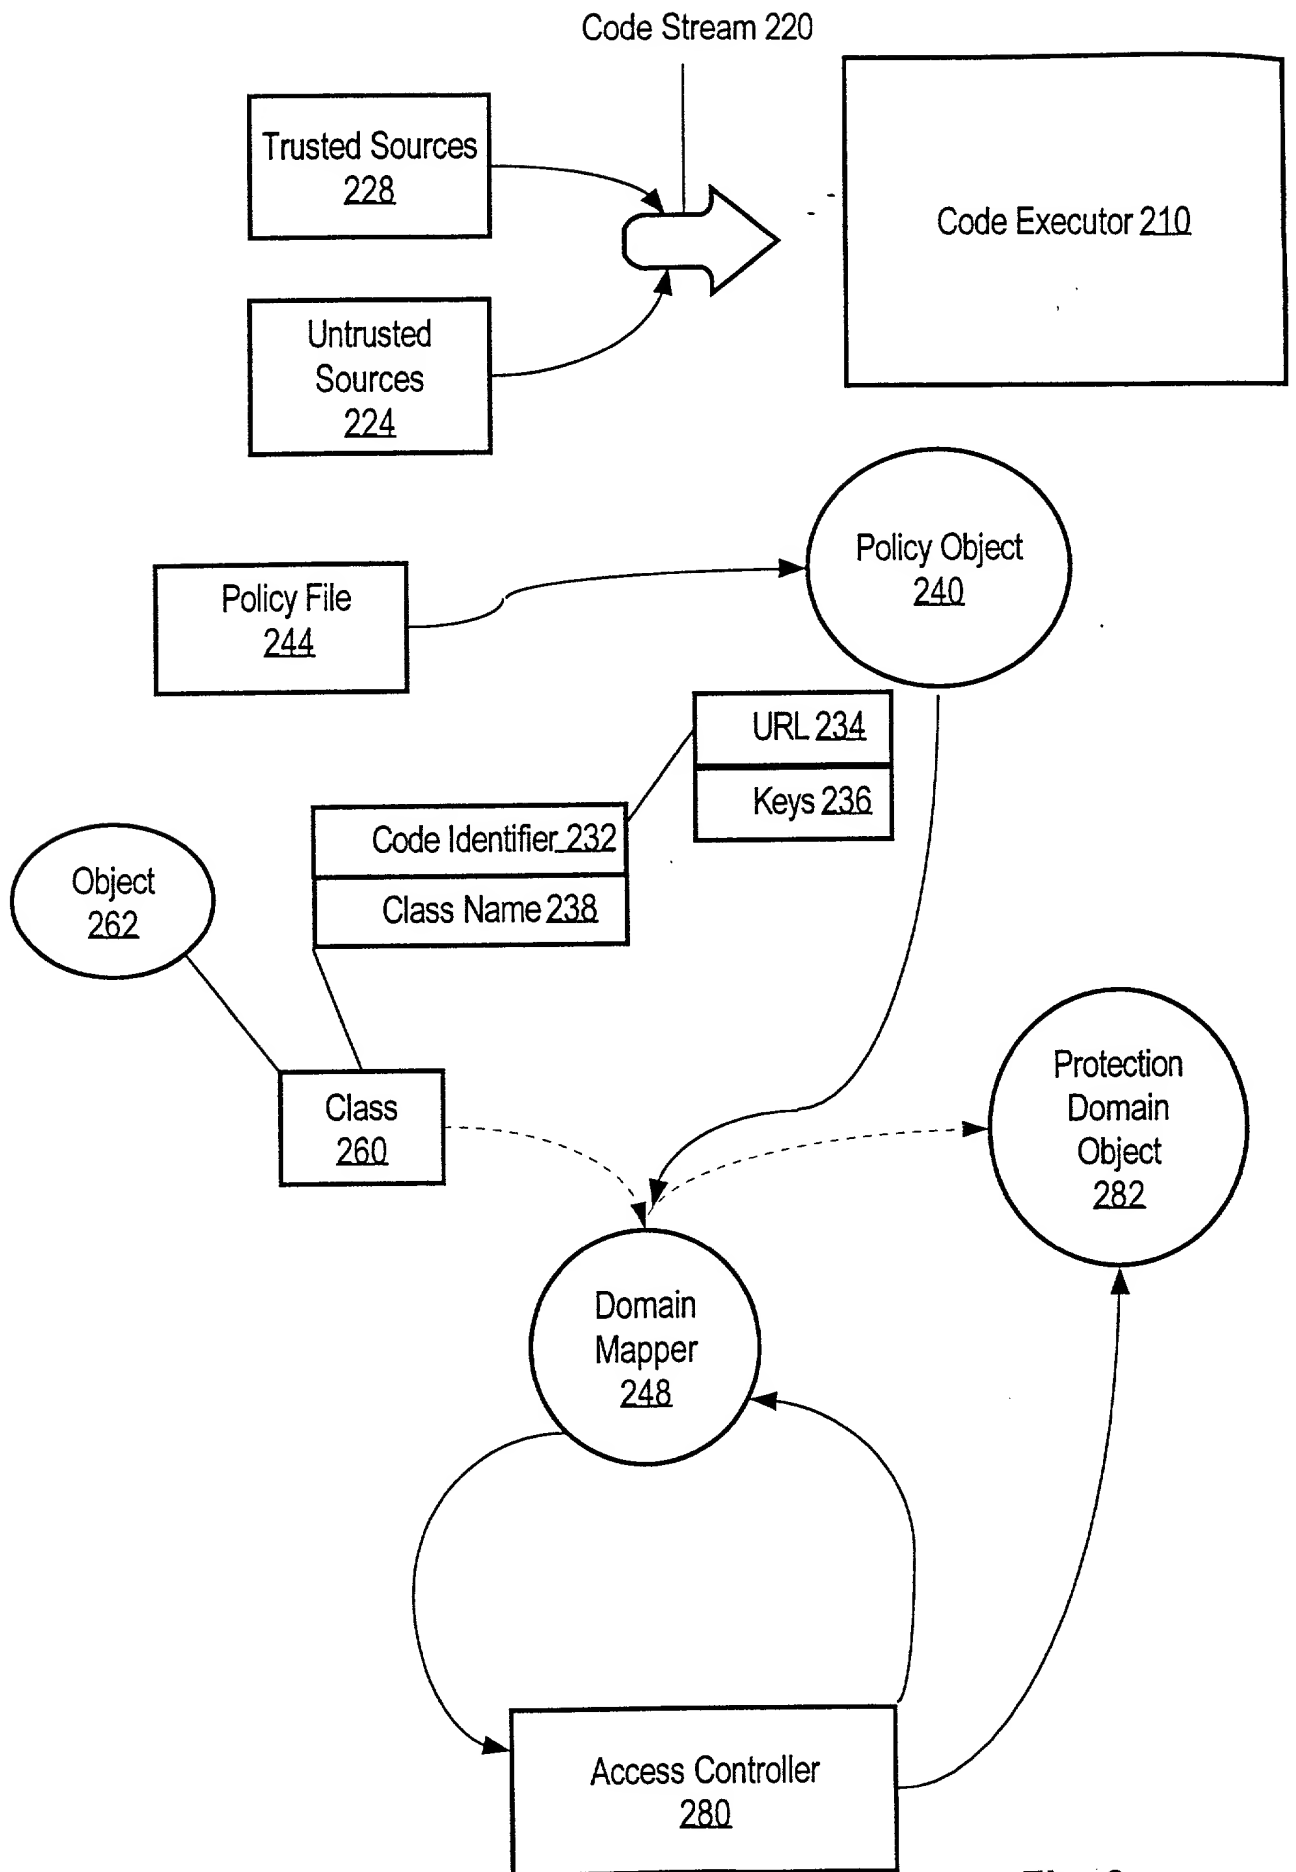 Code Stream 220
Trusted Sources
228
Code Executor 210
Untrusted
Sources
224
Policy Object
240
Policy File
244
URL 234
Keys 236
Code Identifier 232
Class Name 238
Object
262
Protection
Domain
Object
282
Class
260
Domain
Mapper
248
Access Controller
280